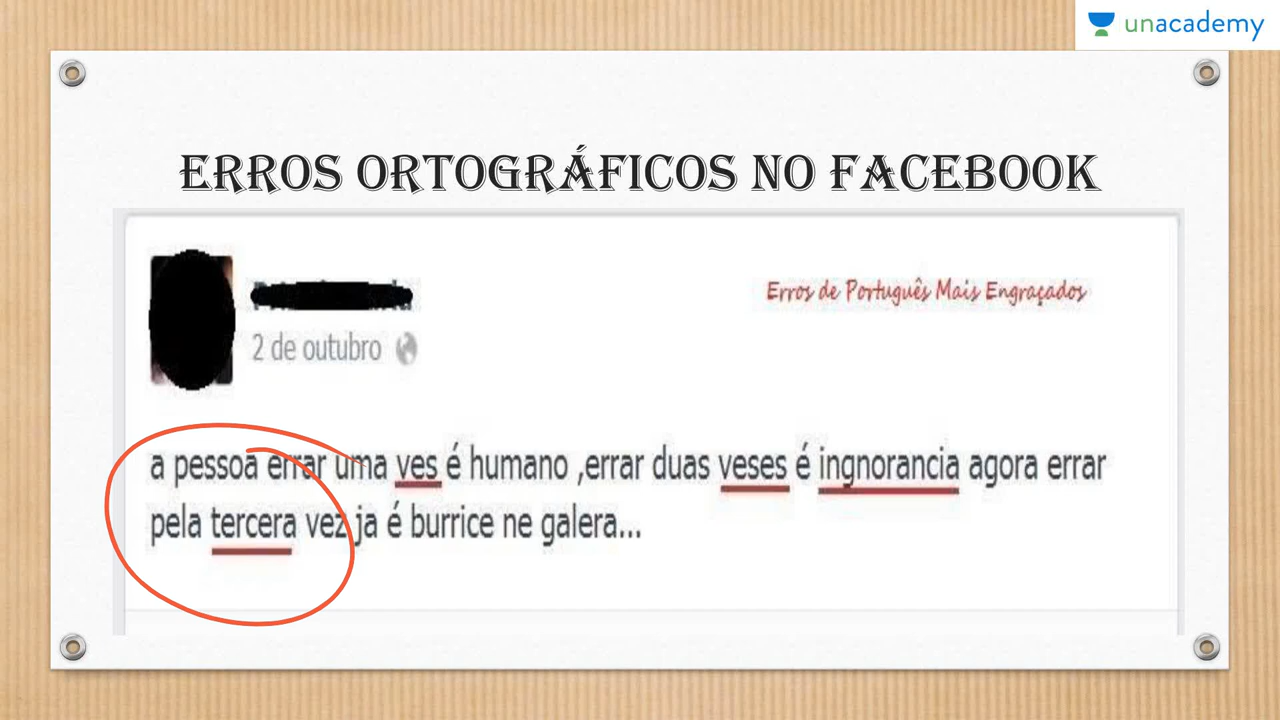 unacademy
ERROS ORTOGRÁFICOS NO FACEBOOK
Erros de Português Mais Engraçados
2 de outubro
a pessoa errar uma ves é humano ,errar duas veses é ingnorancia agora errar
pela tercera vez ja é burrice ne galera...